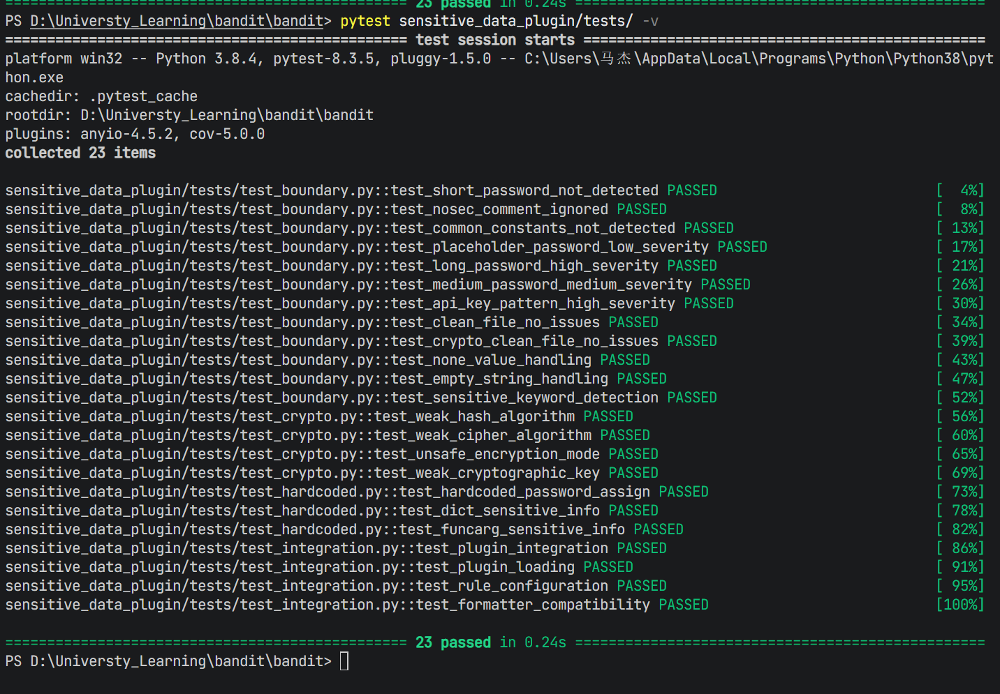 ================================================ 23 passed in 0.24s =================================================
PS D:\Universty_Learning\bandit\bandit> pytest sensitive_data_plugin/tests/ -v
================================================ test session starts ================================================
platform win32 -- Python 3.8.4, pytest-8.3.5, pluggy-1.5.0 -- C:\Users\马杰\AppData\Local\Programs\Python\Python38\pyt
hon.exe
cachedir: .pytest_cache
rootdir: D:\Universty_Learning\bandit\bandit
plugins: anyio-4.5.2, cov-5.0.0
collected 23 items
sensitive_data_plugin/tests/test_boundary.py::test_short_password_not_detected PASSED [  4%]
sensitive_data_plugin/tests/test_boundary.py::test_nosec_comment_ignored PASSED [  8%]
sensitive_data_plugin/tests/test_boundary.py::test_common_constants_not_detected PASSED [ 13%]
sensitive_data_plugin/tests/test_boundary.py::test_placeholder_password_low_severity PASSED [ 17%]
sensitive_data_plugin/tests/test_boundary.py::test_long_password_high_severity PASSED [ 21%]
sensitive_data_plugin/tests/test_boundary.py::test_medium_password_medium_severity PASSED [ 26%]
sensitive_data_plugin/tests/test_boundary.py::test_api_key_pattern_high_severity PASSED [ 30%]
sensitive_data_plugin/tests/test_boundary.py::test_clean_file_no_issues PASSED [ 34%]
sensitive_data_plugin/tests/test_boundary.py::test_crypto_clean_file_no_issues PASSED [ 39%]
sensitive_data_plugin/tests/test_boundary.py::test_none_value_handling PASSED [ 43%]
sensitive_data_plugin/tests/test_boundary.py::test_empty_string_handling PASSED [ 47%]
sensitive_data_plugin/tests/test_boundary.py::test_sensitive_keyword_detection PASSED [ 52%]
sensitive_data_plugin/tests/test_crypto.py::test_weak_hash_algorithm PASSED [ 56%]
sensitive_data_plugin/tests/test_crypto.py::test_weak_cipher_algorithm PASSED [ 60%]
sensitive_data_plugin/tests/test_crypto.py::test_unsafe_encryption_mode PASSED [ 65%]
sensitive_data_plugin/tests/test_crypto.py::test_weak_cryptographic_key PASSED [ 69%]
sensitive_data_plugin/tests/test_hardcoded.py::test_hardcoded_password_assign PASSED [ 73%]
sensitive_data_plugin/tests/test_hardcoded.py::test_dict_sensitive_info PASSED [ 78%]
sensitive_data_plugin/tests/test_hardcoded.py::test_funcarg_sensitive_info PASSED [ 82%]
sensitive_data_plugin/tests/test_integration.py::test_plugin_integration PASSED [ 86%]
sensitive_data_plugin/tests/test_integration.py::test_plugin_loading PASSED [ 91%]
sensitive_data_plugin/tests/test_integration.py::test_rule_configuration PASSED [ 95%]
sensitive_data_plugin/tests/test_integration.py::test_formatter_compatibility PASSED [100%]
================================================ 23 passed in 0.24s =================================================
PS D:\Universty_Learning\bandit\bandit>